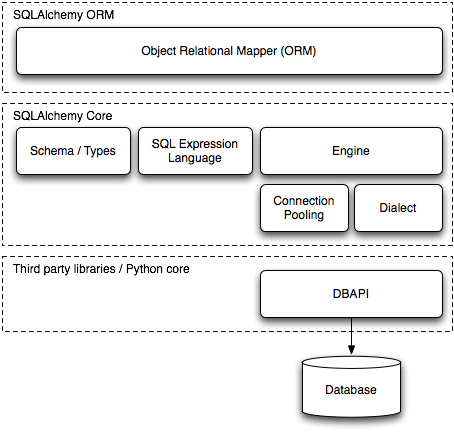 SQLAlchemy ORM
Object Relational Mapper (ORM)
SQLAlchemy Core
Schema / Types
SQL Expression
Language
Engine
Connection
Pooling
Dialect
Third party libraries / Python core
DBAPI
Database